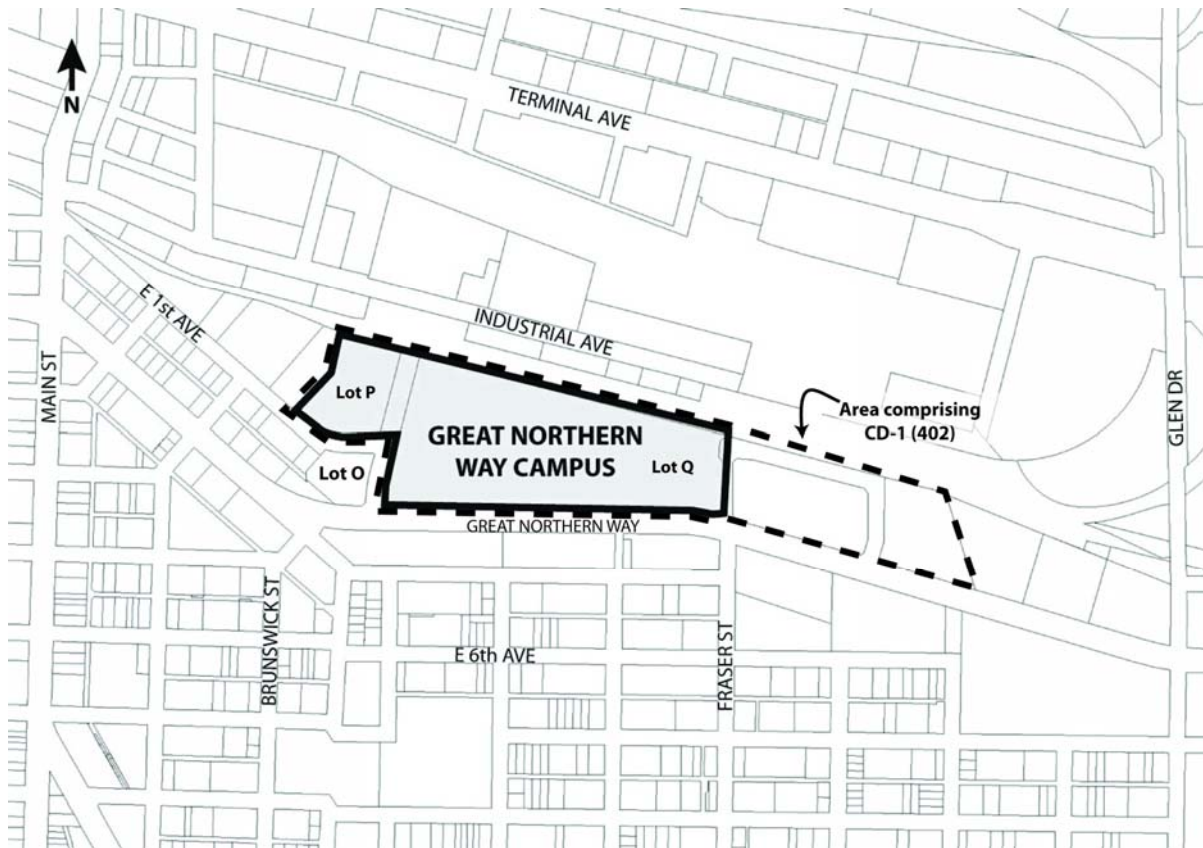 N
TERMINAL AVE
E 1st AVE
INDUSTRIAL AVE
MAIN ST
Lot P
Area comprising
CD-1 (402)
GLEN DR
GREAT NORTHERN
WAY CAMPUS
Lot Q
Lot O
GREAT NORTHERN WAY
BRUNSWICK ST
E 6th AVE
FRASER ST